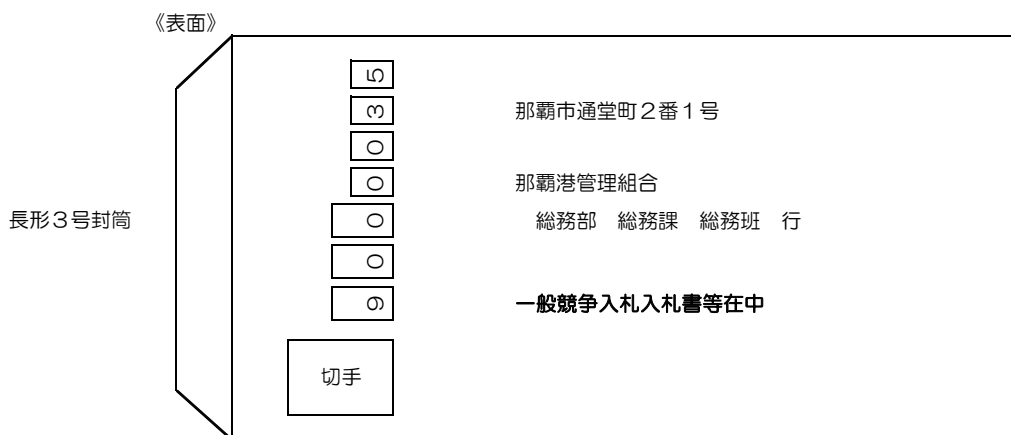 《表面》
長形3号封筒
9000035
切手
那覇市通堂町2番1号
那覇港管理組合
総務部 総務課 総務班 行
一般競争入札入札書等在中